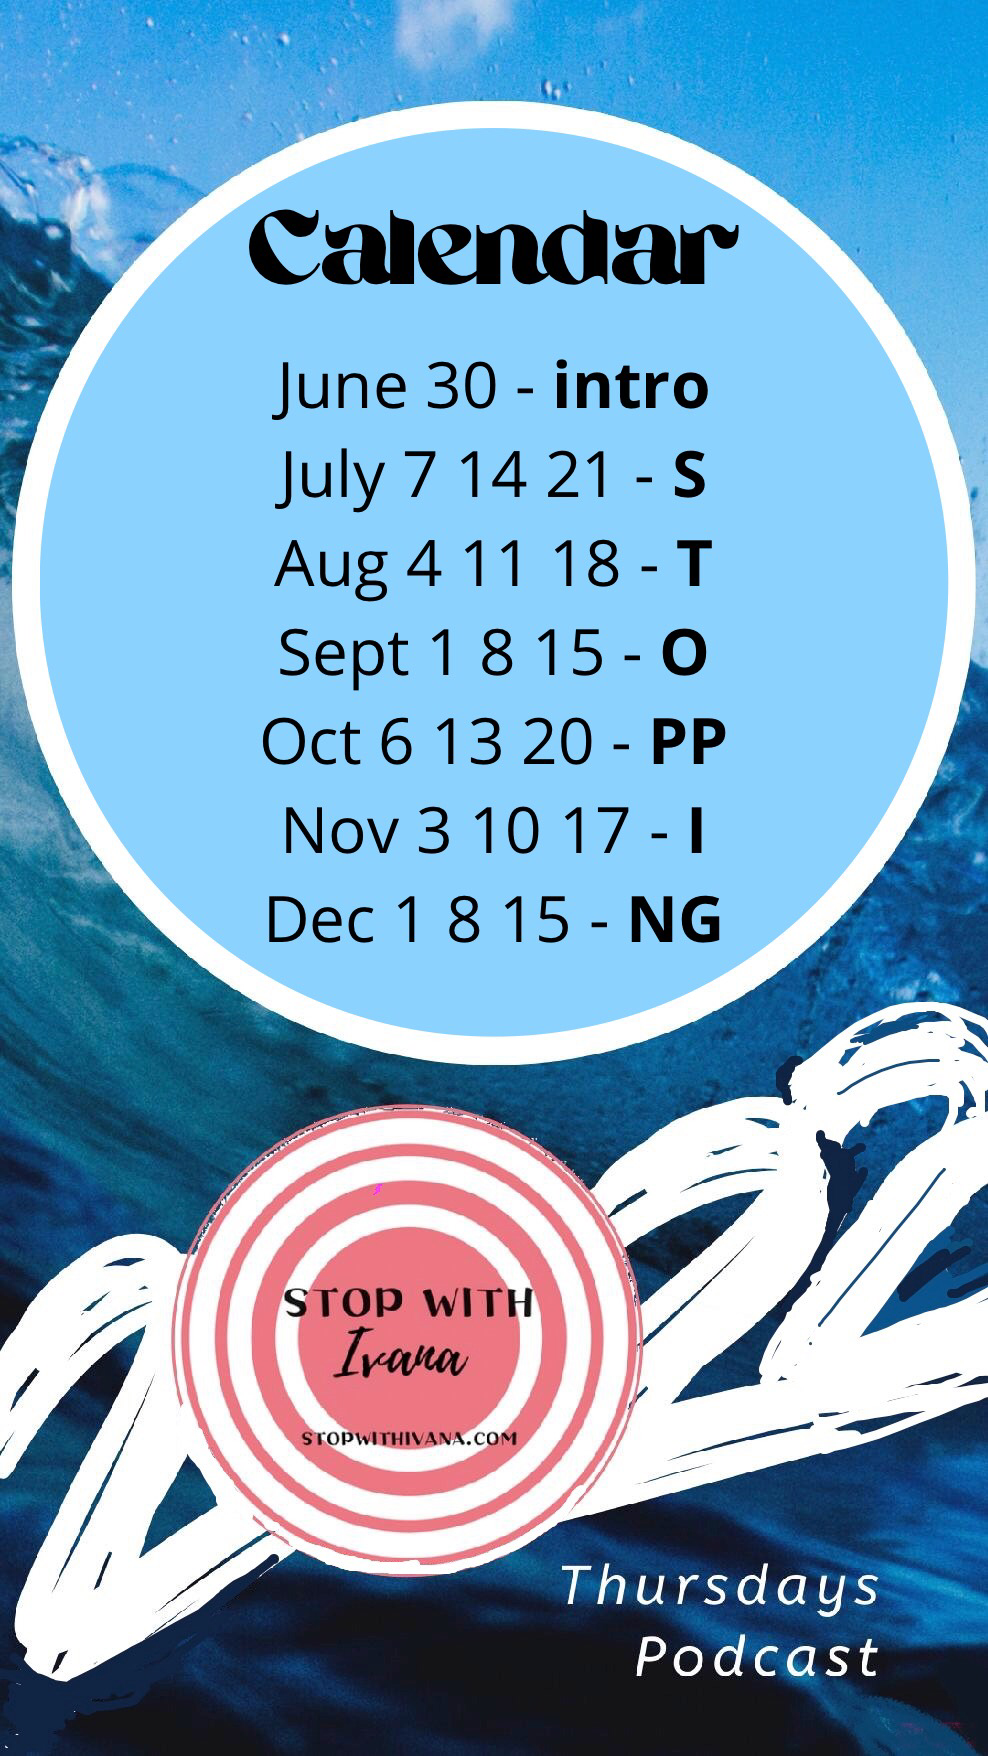 Calendar
June 30 - intro
July 7 14 21 - S
Aug 4 11 18 - T
Sept 1 8 15 - O
Oct 6 13 20 - PP
Nov 3 10 17 - I
Dec 1 8 15 - NG
STOP WITH
Ivana
STOPWITHIVANA.COM
Thursdays
Podcast